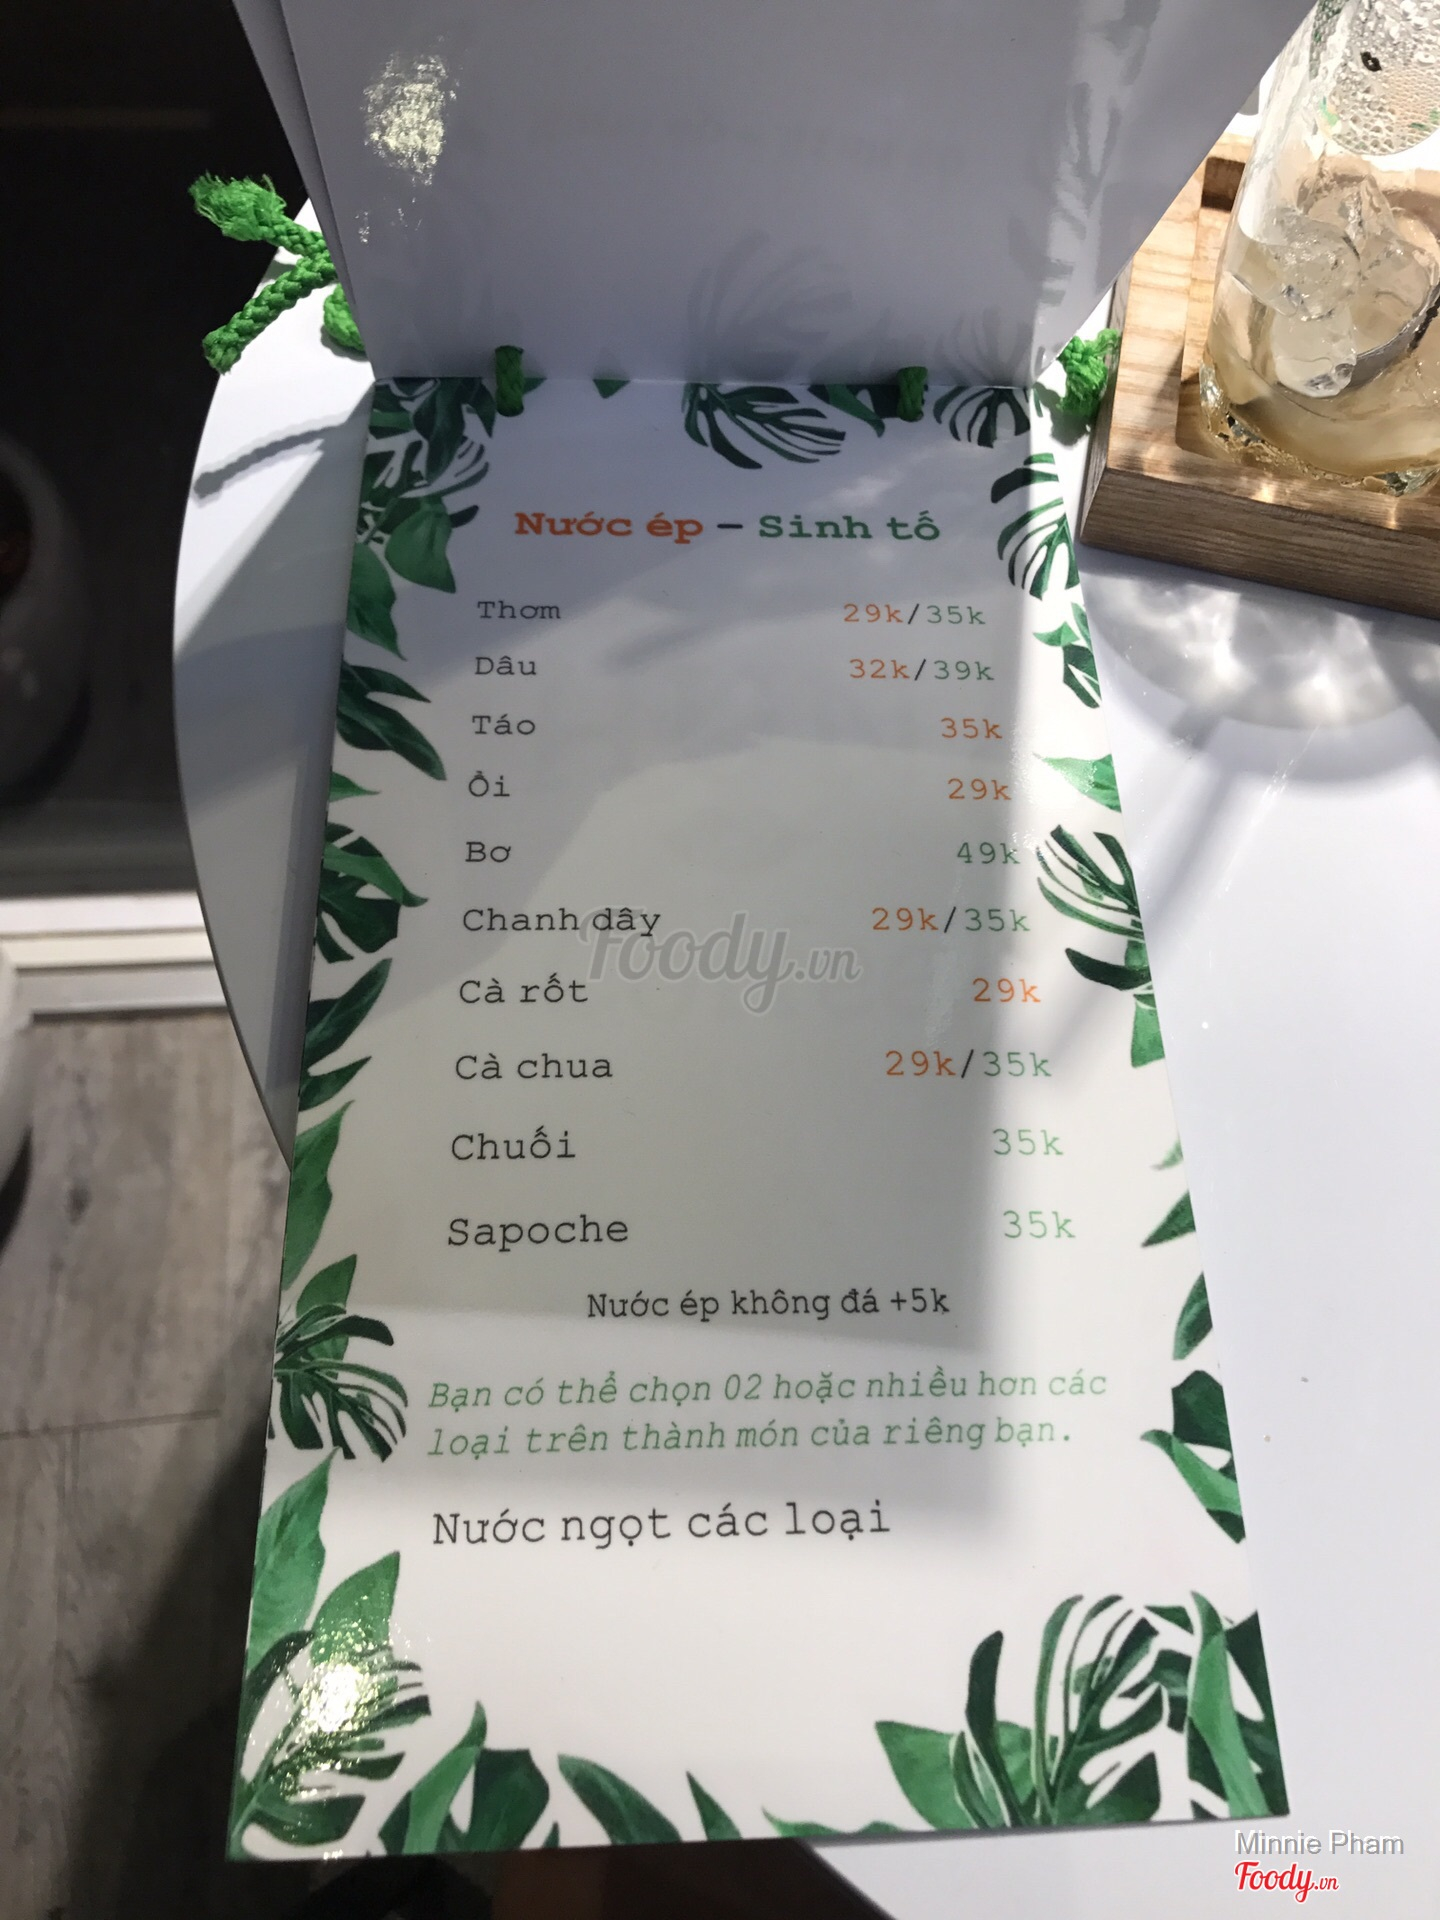 Nước ép – Sinh tố
Thơm 29k/35k
Dâu 32k/39k
Táo 35k
Ổi 29k
Bơ 49k
Chanh dây 29k/35k
Foody.vn
Cà rốt 29k
Cà chua 29k/35k
Chuối 35k
Sapoche 35k
Nước ép không đá +5k
Bạn có thể chọn 02 hoặc nhiều hơn các
loại trên thành món của riêng bạn.
Nước ngọt các loại
Minnie Pham
Foody.vn